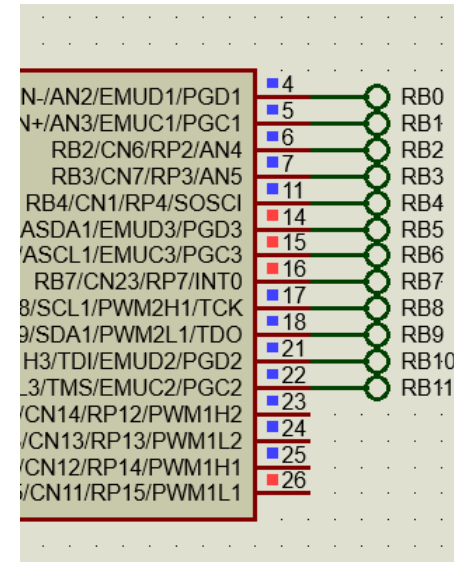 N-/AN2/EMUD1/PGD1 4 RB0
N+/AN3/EMUC1/PGC1 5 RB1
RB2/CN6/RP2/AN4 6 RB2
RB3/CN7/RP3/AN5 7 RB3
RB4/CN1/RP4/SOSCI 11 RB4
ASDA1/EMUD3/PGD3 14 RB5
/ASCL1/EMUC3/PGC3 15 RB6
RB7/CN23/RP7/INT0 16 RB7
8/SCL1/PWM2H1/TCK 17 RB8
9/SDA1/PWM2L1/TDO 18 RB9
H3/TDI/EMUD2/PGD2 21 RB10
L3/TMS/EMUC2/PGC2 22 RB11
/CN14/RP12/PWM1H2 23
/CN13/RP13/PWM1L2 24
/CN12/RP14/PWM1H1 25
5/CN11/RP15/PWM1L1 26